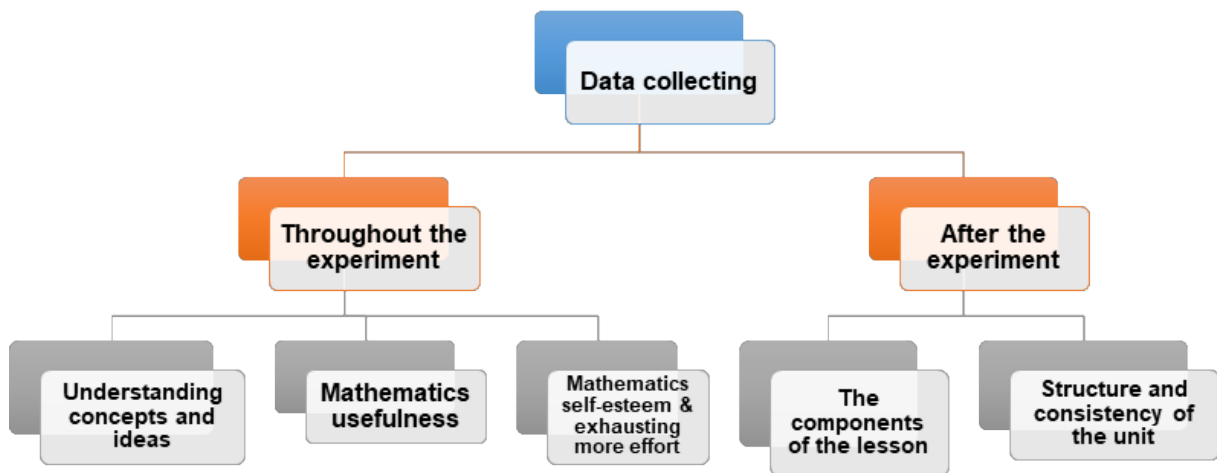 Data collecting
Throughout the
experiment
After the
experiment
Understanding
concepts and
ideas
Mathematics
usefulness
Mathematics
self-esteem &
exhausting
more effort
The
components
of the lesson
Structure and
consistency of
the unit